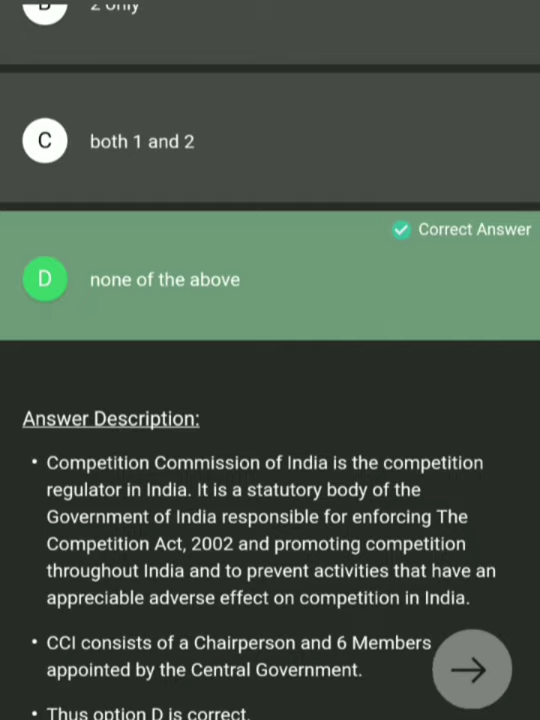 2 only
C
both 1 and 2
Correct Answer
D
none of the above
Answer Description:
• Competition Commission of India is the competition
regulator in India. It is a statutory body of the
Government of India responsible for enforcing The
Competition Act, 2002 and promoting competition
throughout India and to prevent activities that have an
appreciable adverse effect on competition in India.
• CCI consists of a Chairperson and 6 Members
appointed by the Central Government.
• Thus option D is correct.